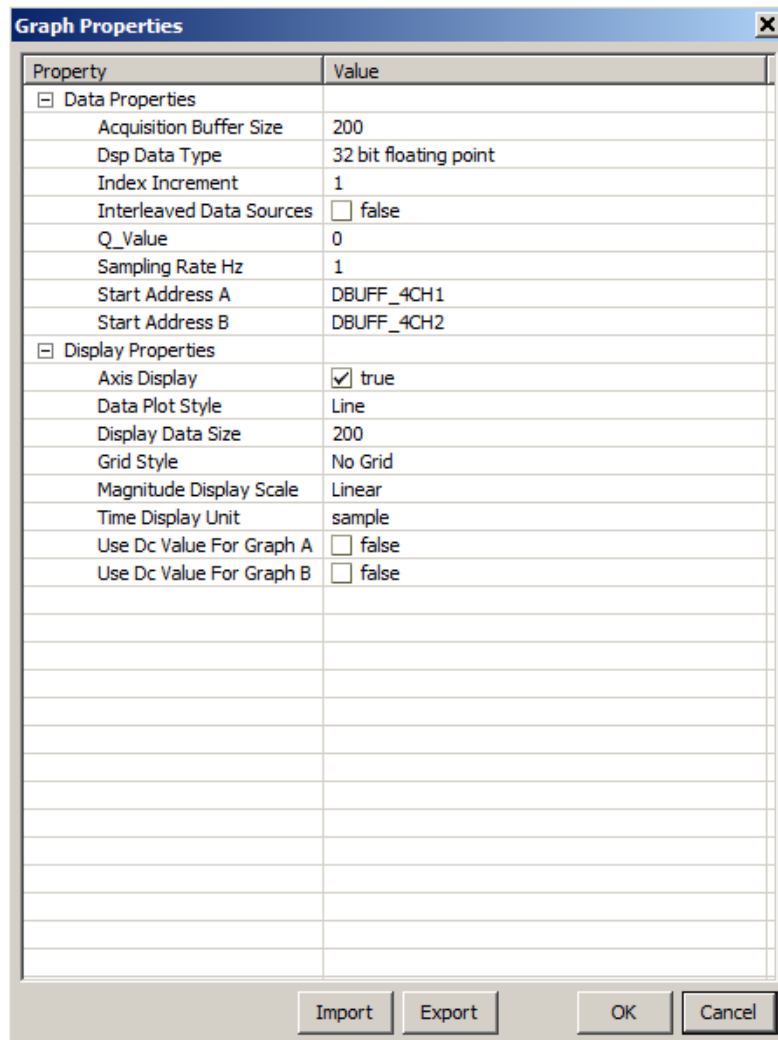 Graph Properties
Property Value
Data Properties
Acquisition Buffer Size 200
Dsp Data Type 32 bit floating point
Index Increment 1
Interleaved Data Sources false
Q_Value 0
Sampling Rate Hz 1
Start Address A DBUFF_4CH1
Start Address B DBUFF_4CH2
Display Properties
Axis Display true
Data Plot Style Line
Display Data Size 200
Grid Style No Grid
Magnitude Display Scale Linear
Time Display Unit sample
Use Dc Value For Graph A false
Use Dc Value For Graph B false
Import Export OK Cancel